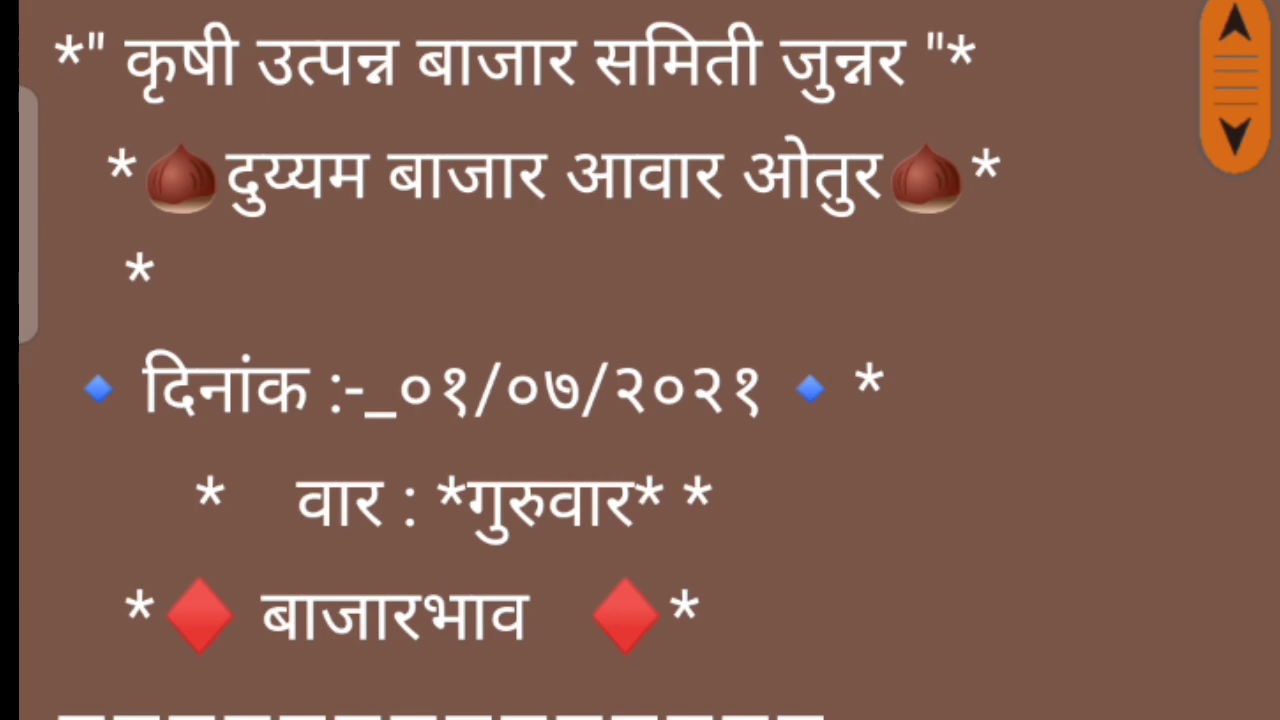 *" कृषी उत्पन्न बाजार समिती जुन्नर "*
*🌰दुय्यम बाजार आवार ओतुर🌰*
*
🔹 दिनांक :-_०१/०७/२०२१ 🔹 *
* वार : *गुरुवार* *
*♦️ बाजारभाव ♦️*